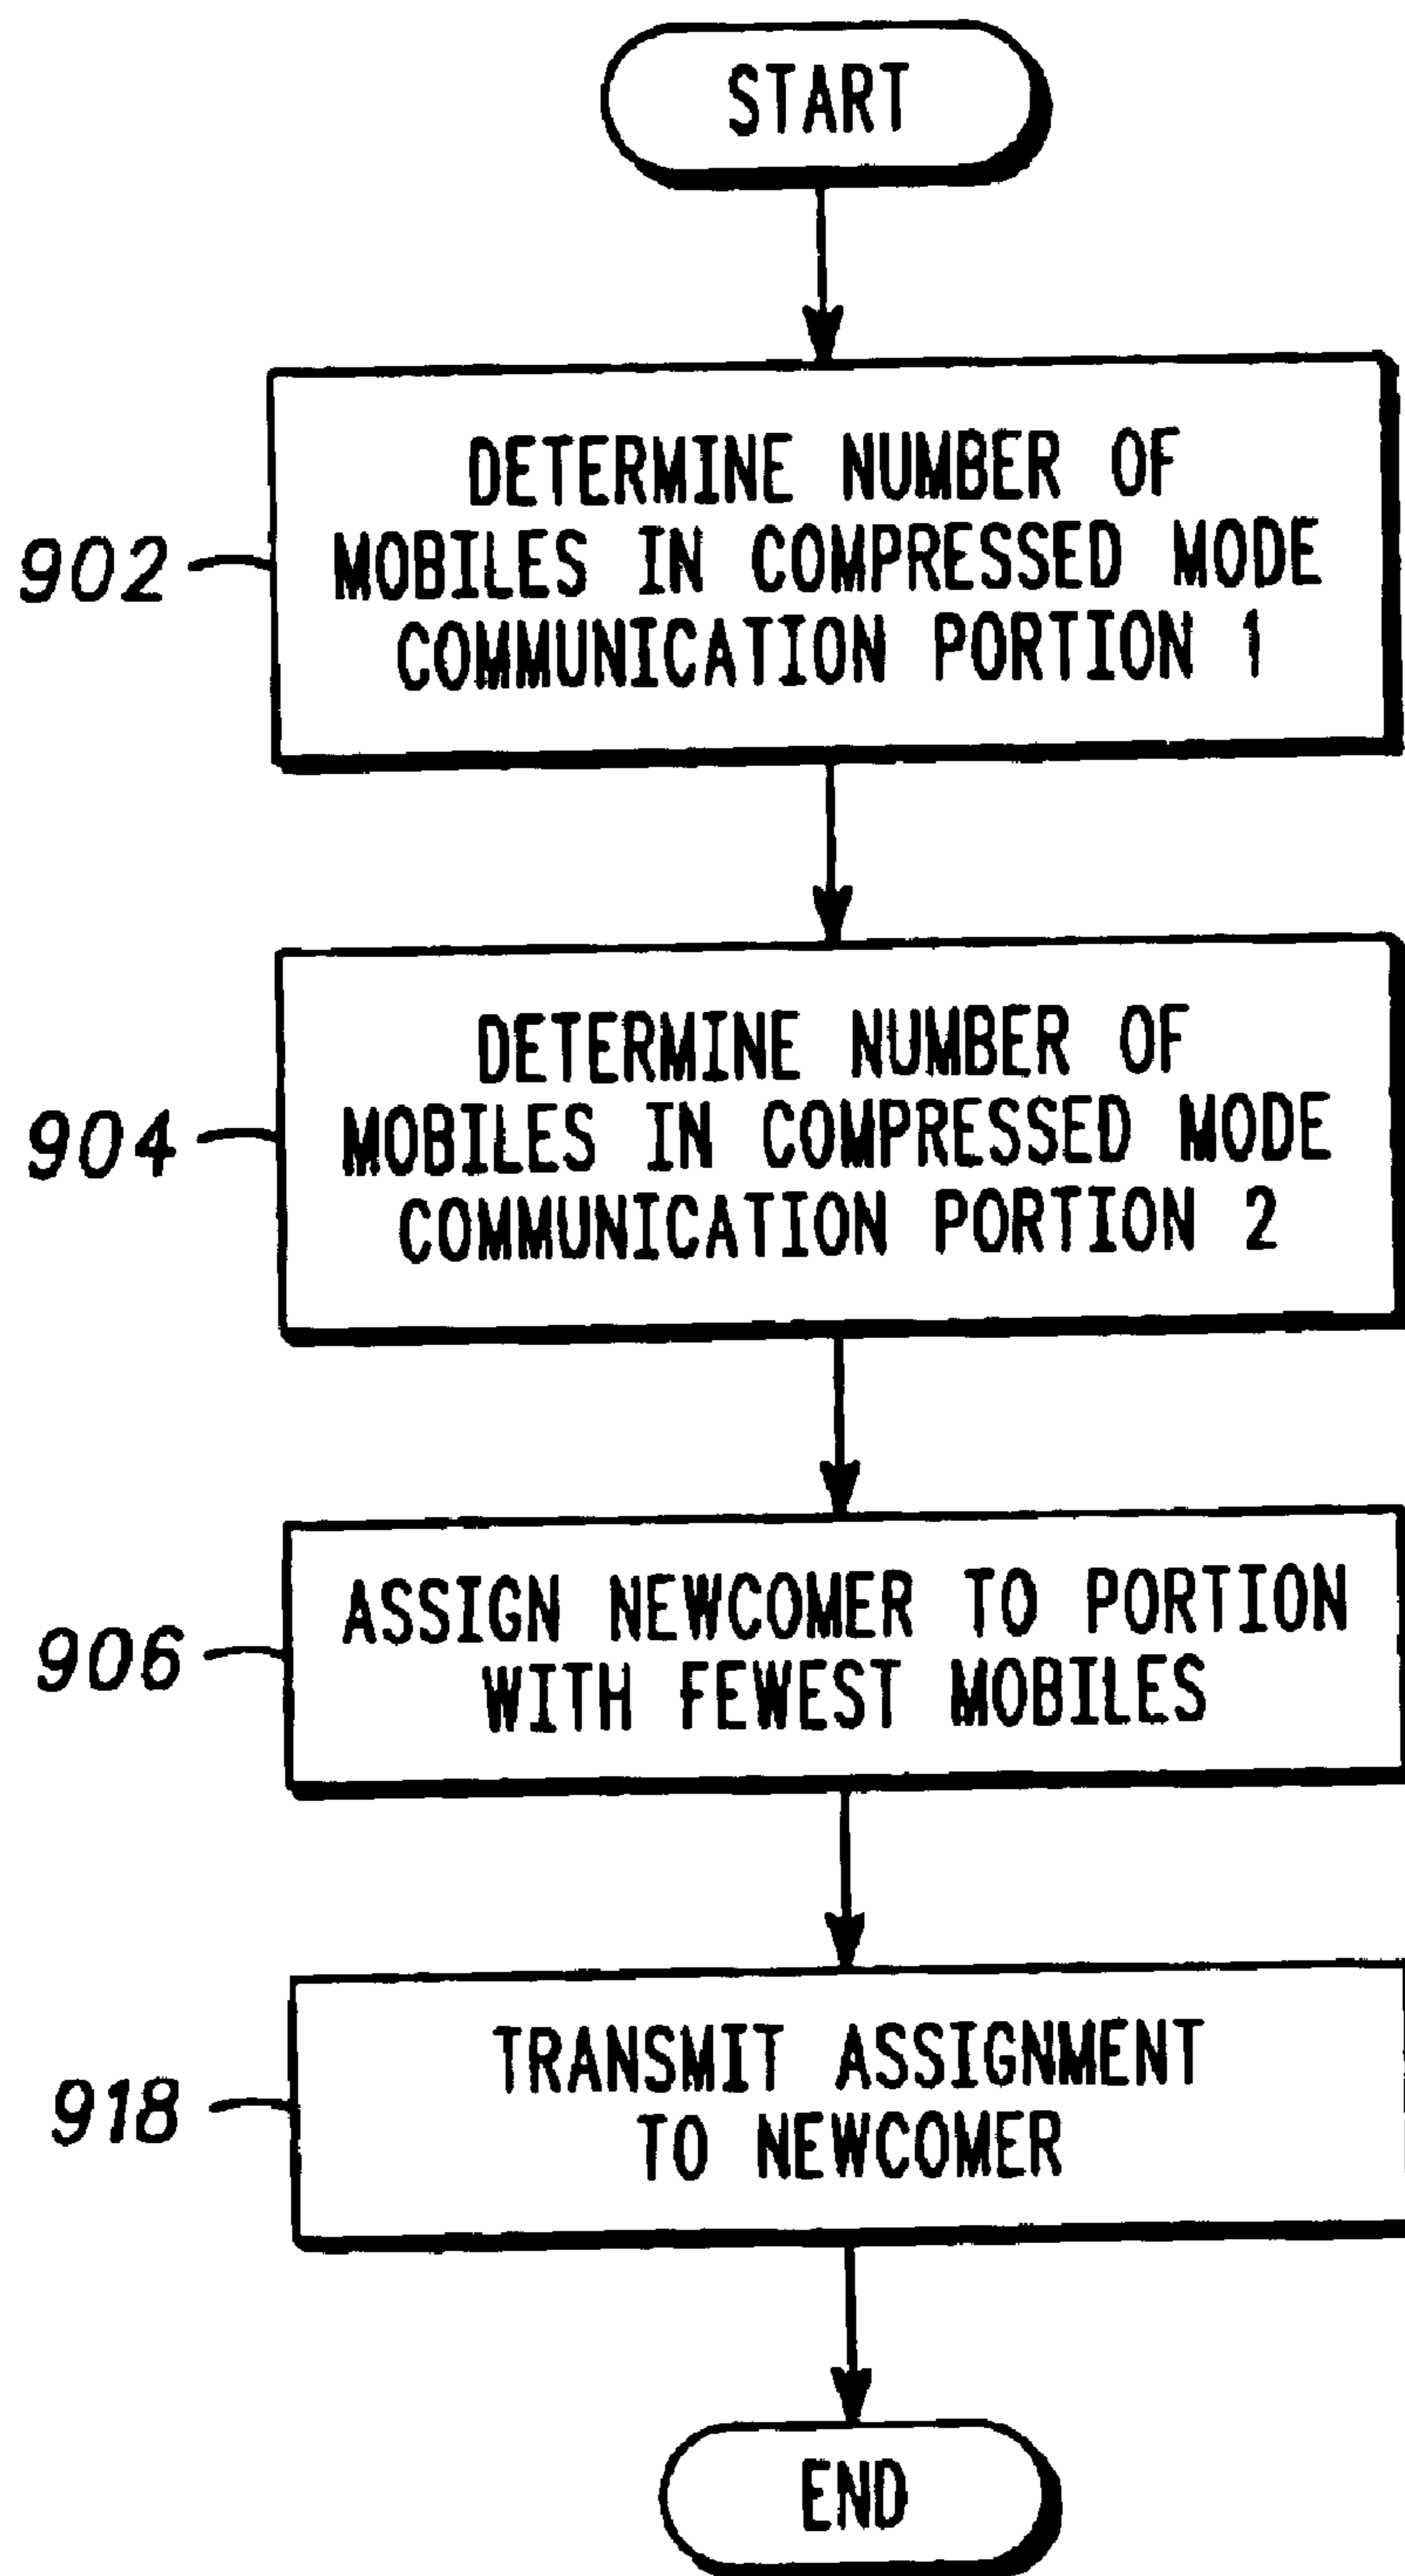 START
902
DETERMINE NUMBER OF
MOBILES IN COMPRESSED MODE
COMMUNICATION PORTION 1
904
DETERMINE NUMBER OF
MOBILES IN COMPRESSED MODE
COMMUNICATION PORTION 2
906
ASSIGN NEWCOMER TO PORTION
WITH FEWEST MOBILES
918
TRANSMIT ASSIGNMENT
TO NEWCOMER
END